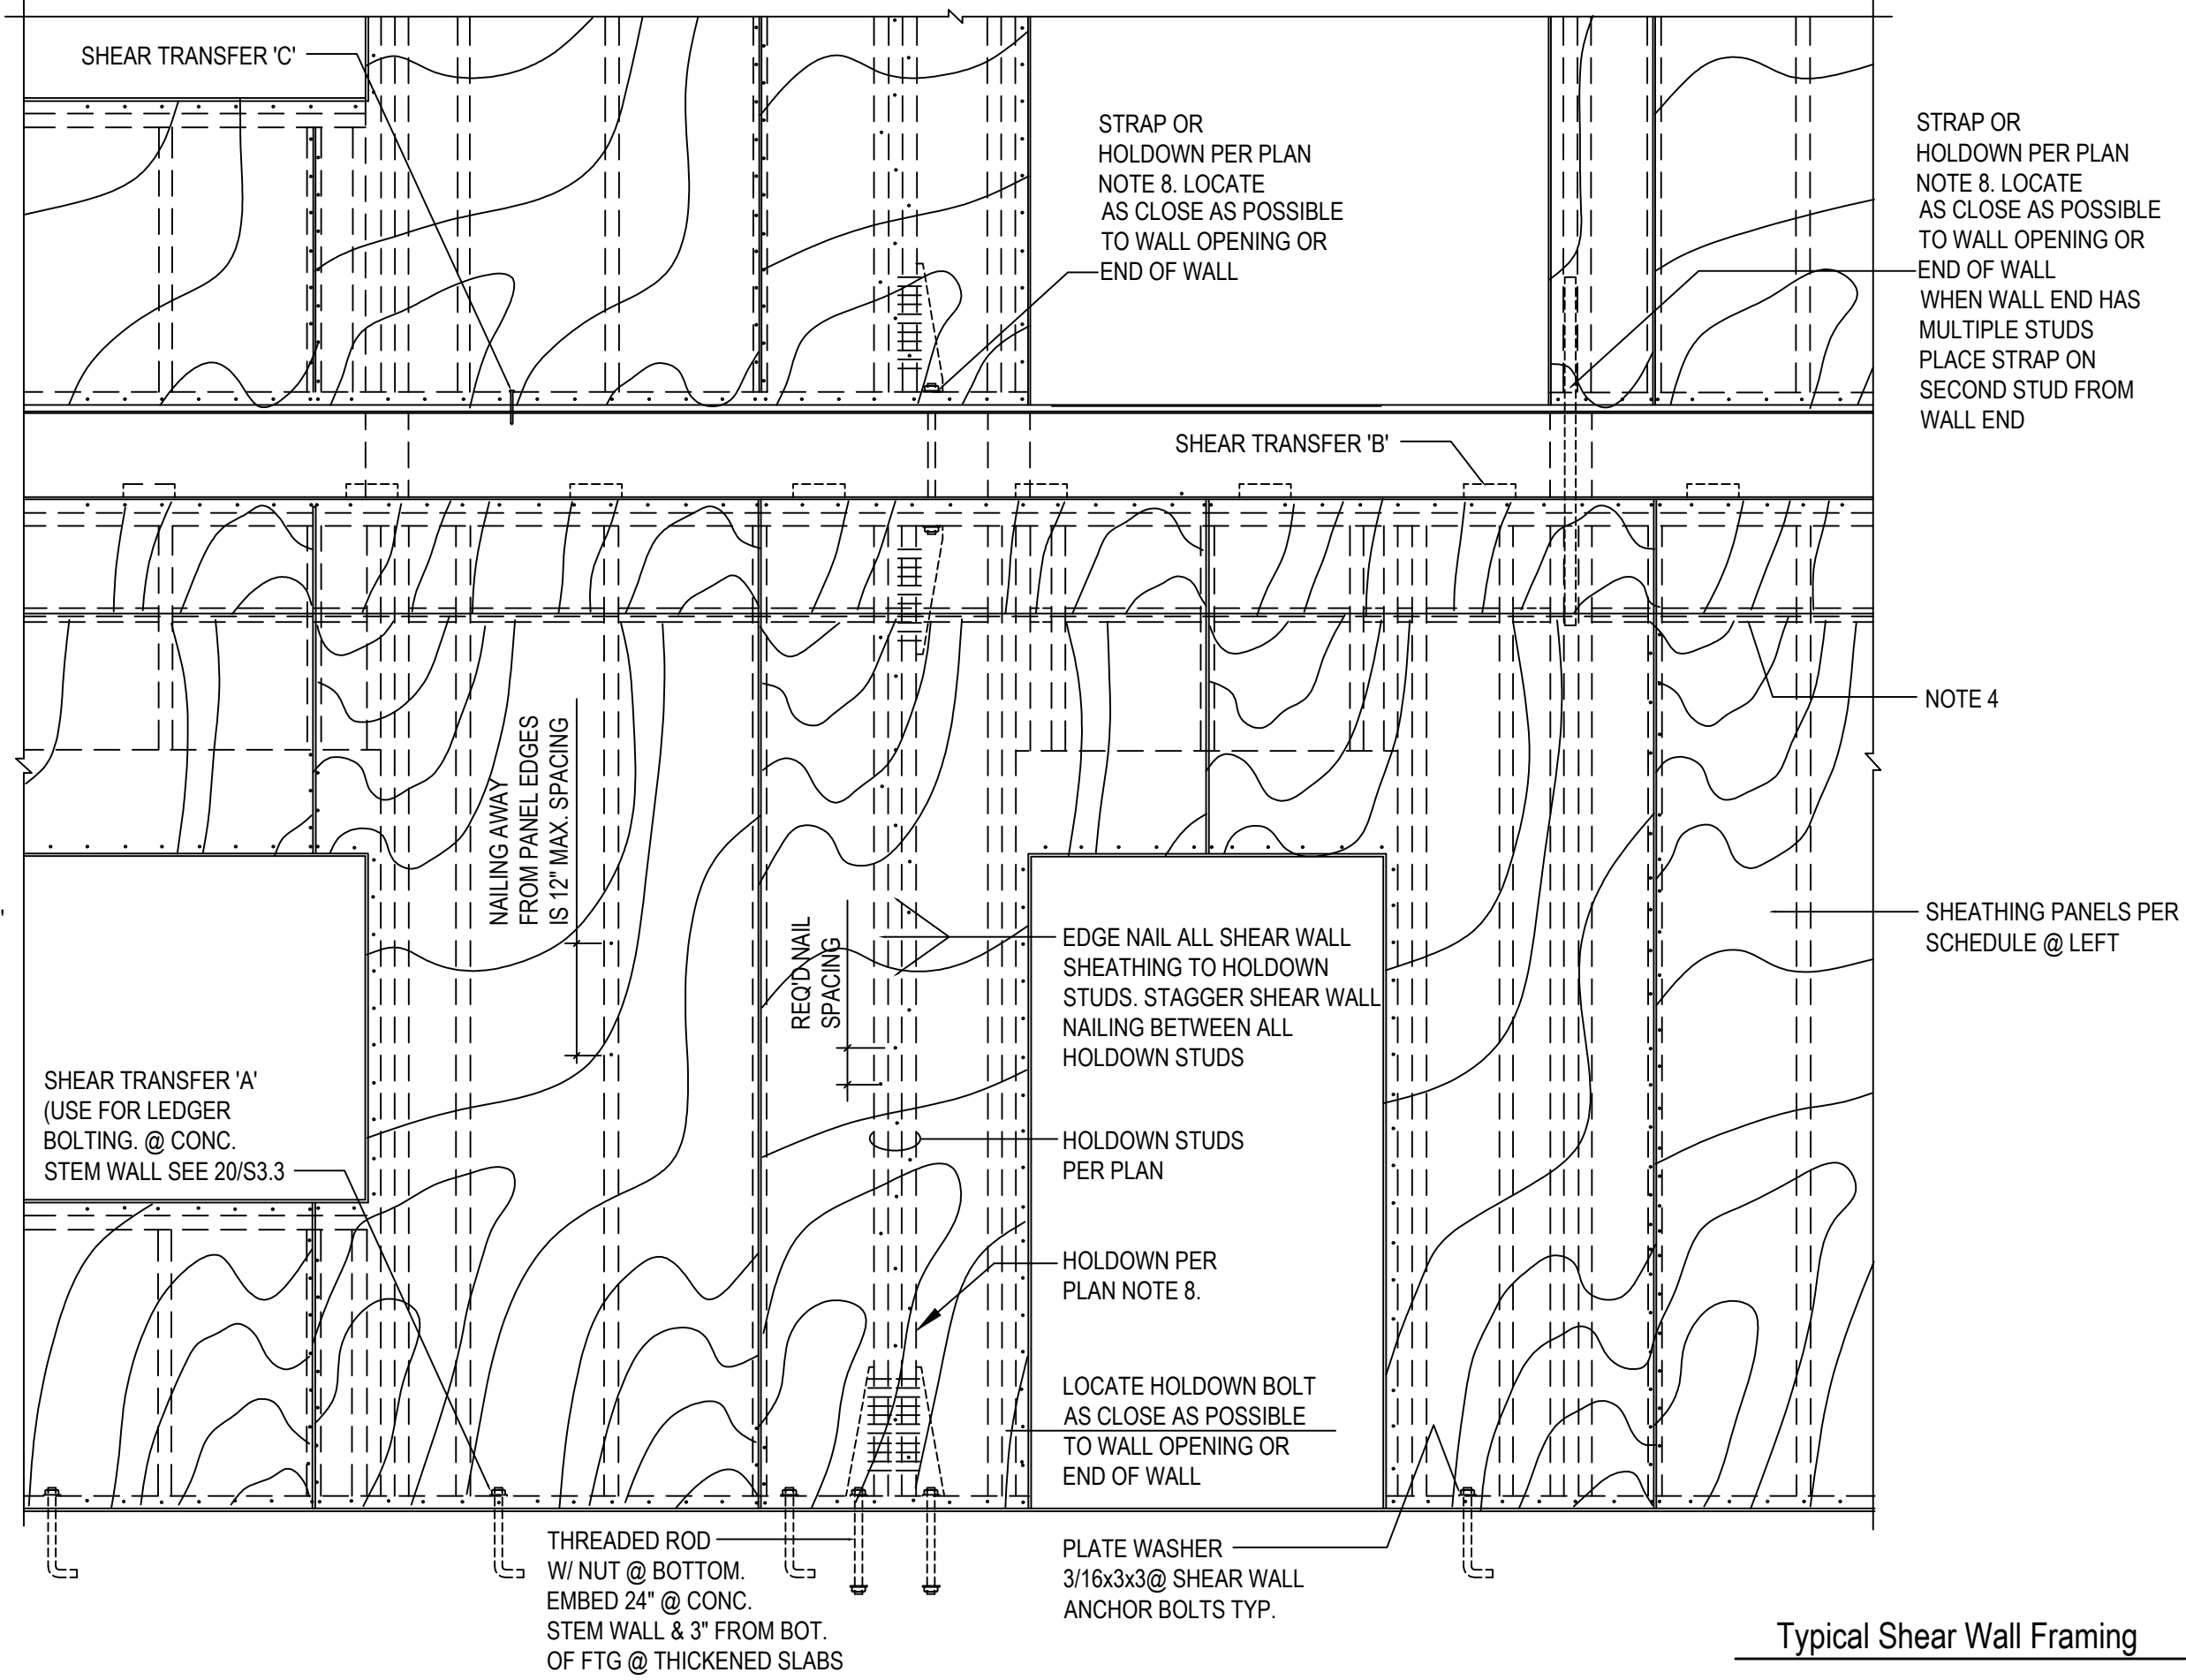 SHEAR TRANSFER 'C'
STRAP OR
HOLDOWN PER PLAN
NOTE 8. LOCATE
AS CLOSE AS POSSIBLE
TO WALL OPENING OR
END OF WALL
STRAP OR
HOLDOWN PER PLAN
NOTE 8. LOCATE
AS CLOSE AS POSSIBLE
TO WALL OPENING OR
END OF WALL
WHEN WALL END HAS
MULTIPLE STUDS
PLACE STRAP ON
SECOND STUD FROM
WALL END
SHEAR TRANSFER 'B'
NOTE 4
NAILING AWAY
FROM PANEL EDGES
IS 12" MAX. SPACING
REQ'D NAIL
SPACING
EDGE NAIL ALL SHEAR WALL
SHEATHING TO HOLDOWN
STUDS. STAGGER SHEAR WALL
NAILING BETWEEN ALL
HOLDOWN STUDS
SHEATHING PANELS PER
SCHEDULE @ LEFT
SHEAR TRANSFER 'A'
(USE FOR LEDGER
BOLTING. @ CONC.
STEM WALL SEE 20/S3.3
HOLDOWN STUDS
PER PLAN
HOLDOWN PER
PLAN NOTE 8.
LOCATE HOLDOWN BOLT
AS CLOSE AS POSSIBLE
TO WALL OPENING OR
END OF WALL
THREADED ROD
W/ NUT @ BOTTOM.
EMBED 24" @ CONC.
STEM WALL & 3" FROM BOT.
OF FTG @ THICKENED SLABS
PLATE WASHER
3/16x3x3@ SHEAR WALL
ANCHOR BOLTS TYP.
Typical Shear Wall Framing